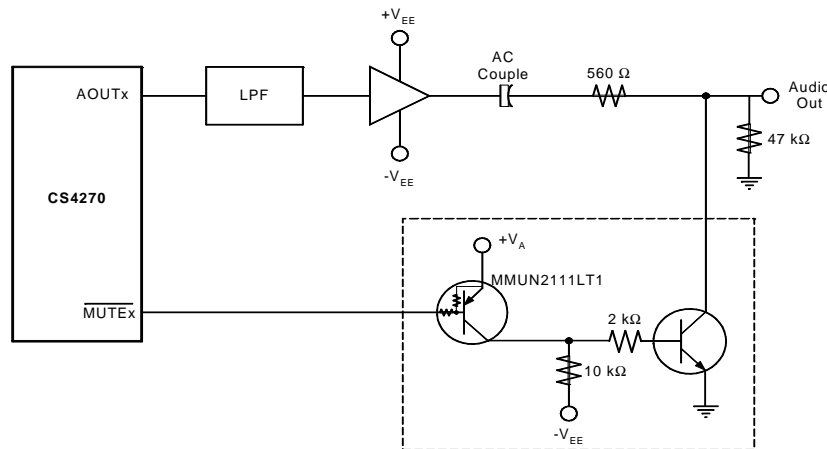 +VEE
AC
Couple
560 Ω
Audio
Out
AOUTx
LPF
47 kΩ
-VEE
CS4270
+VA
MMUN2111LT1
MUTEx
2 kΩ
10 kΩ
-VEE